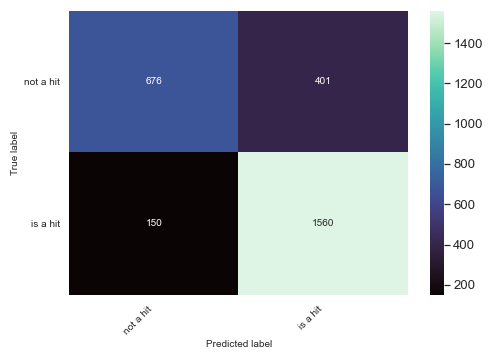 not a hit
676
401
is a hit
150
1560
True label
not a hit
is a hit
Predicted label
1400
1200
1000
800
600
400
200